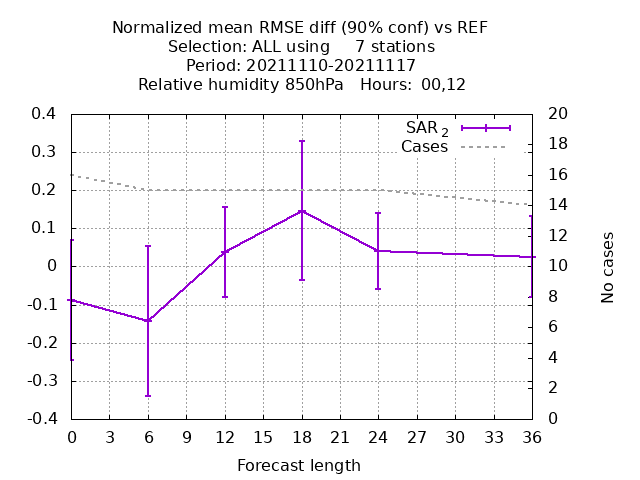 Normalized mean RMSE diff (90% conf) vs REF
Selection: ALL using     7 stations
Period: 20211110-20211117
Relative humidity 850hPa   Hours: 00,12
SAR 2
Cases
0.4
0.3
0.2
0.1
0
-0.1
-0.2
-0.3
-0.4
20
18
16
14
12
10
8
6
4
2
0
No cases
0 3 6 9 12 15 18 21 24 27 30 33 36
Forecast length